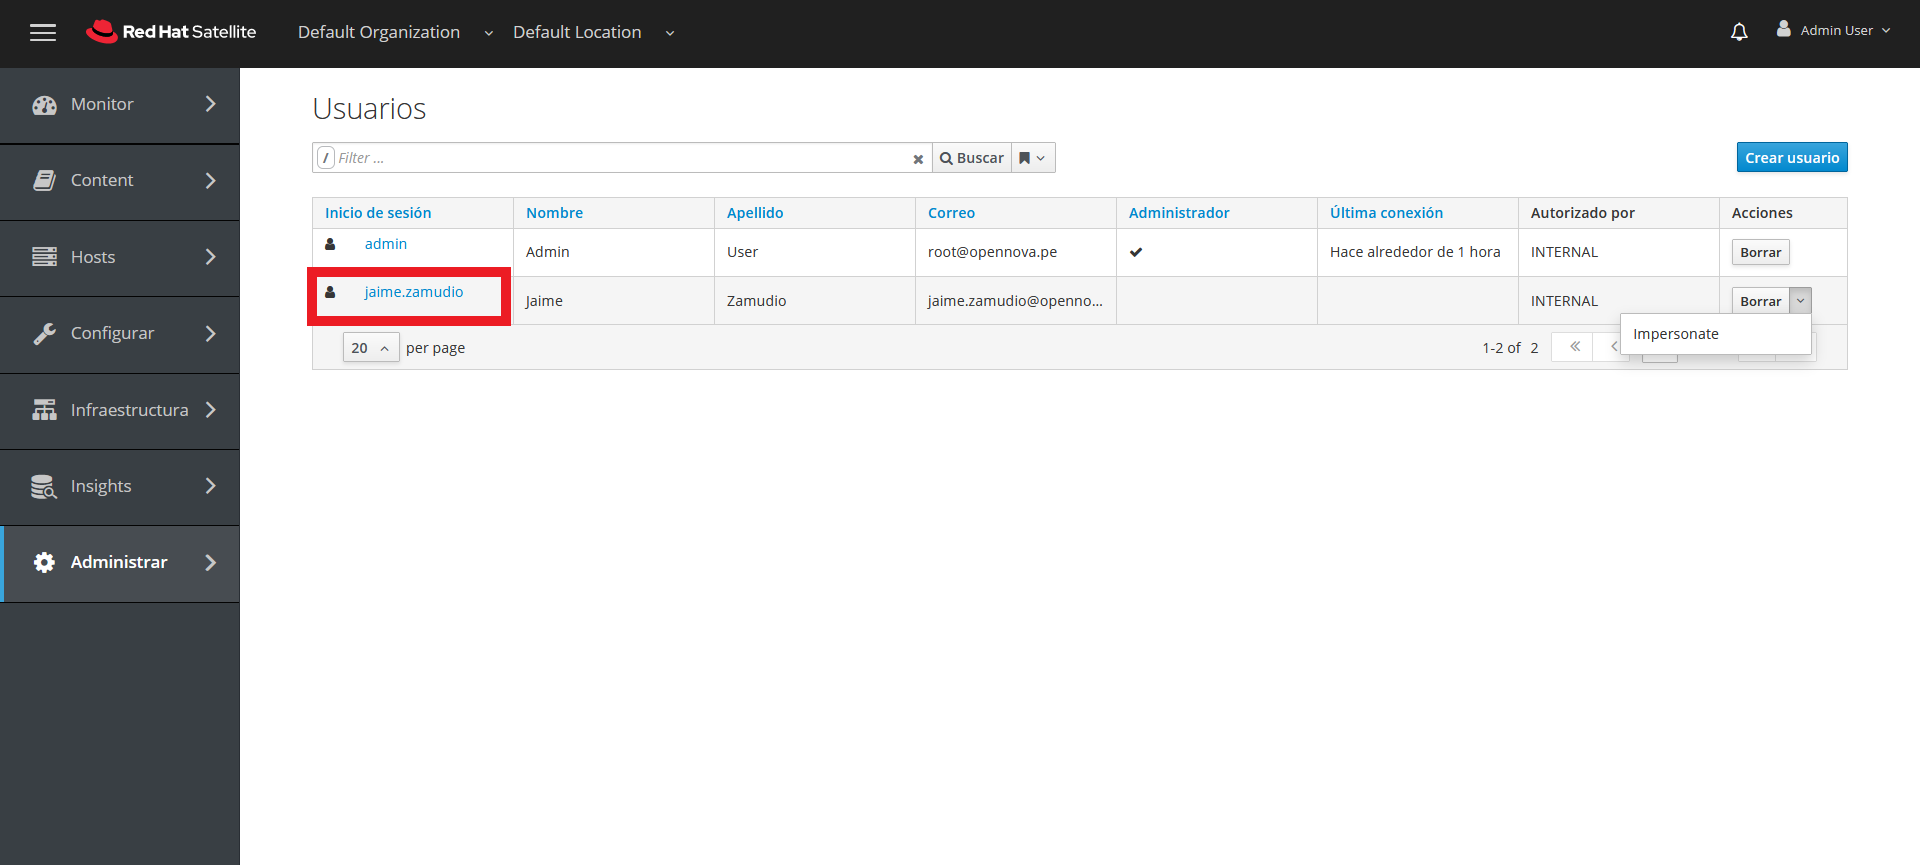 Red Hat Satellite Default Organization Default Location Admin User
Monitor
Content
Hosts
Configurar
Infraestructura
Insights
Administrar
Usuarios
/ Filter ... Buscar Crear usuario
Inicio de sesión Nombre Apellido Correo Administrador Última conexión Autorizado por Acciones
admin Admin User root@opennova.pe Hace alrededor de 1 hora INTERNAL Borrar
jaime.zamudio Jaime Zamudio jaime.zamudio@openno... INTERNAL Borrar
Impersonate
20 per page 1-2 of 2